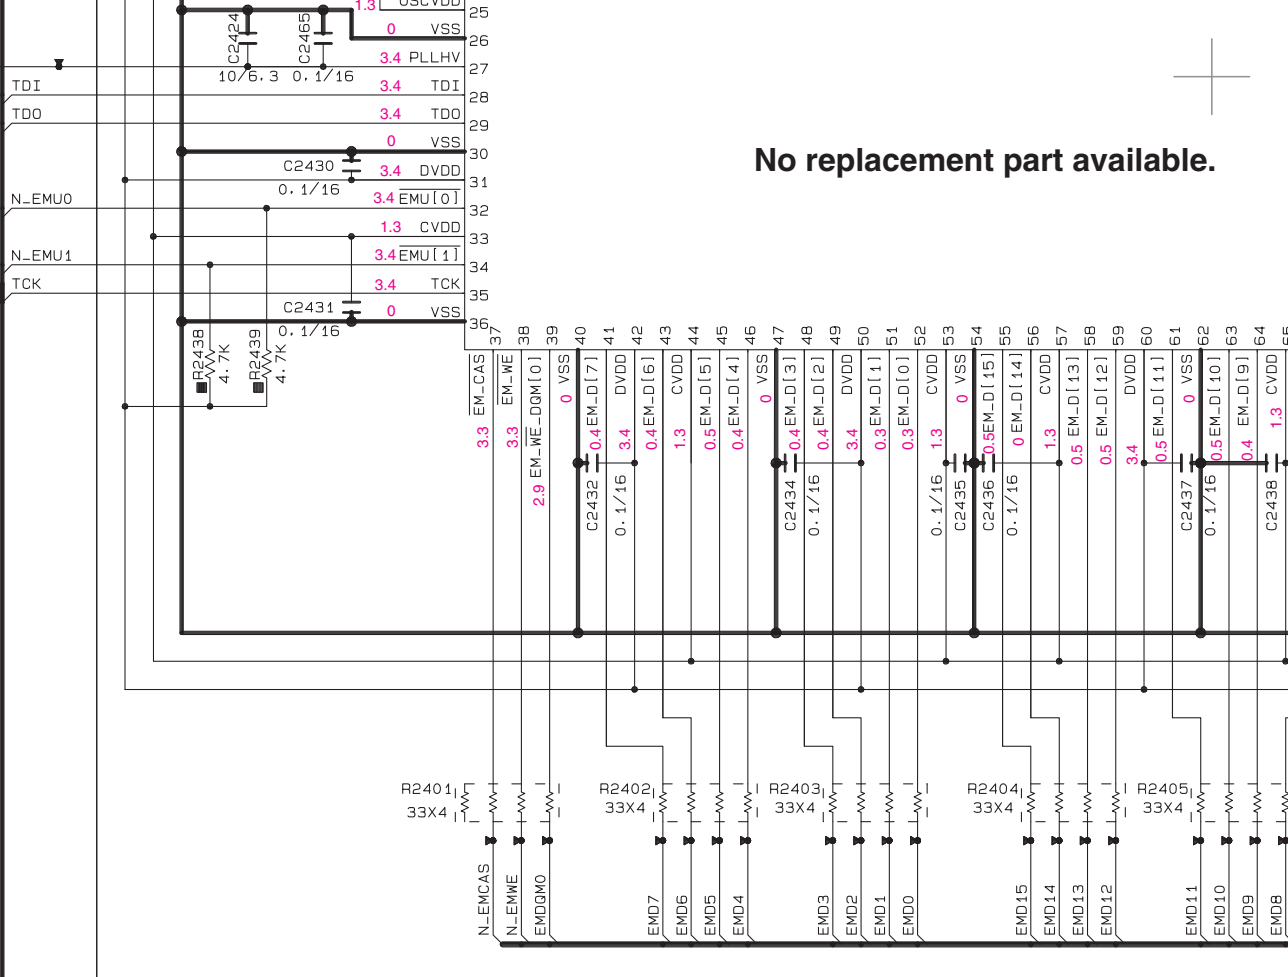 1.3 OSCVDD 25
0 VSS 26
C2424
C2465
10/6.3 0.1/16
3.4 PLLHV 27
TDI 3.4 TDI 28
TDO 3.4 TDO 29
0 VSS 30
C2430
0.1/16
3.4 DVDD 31
N_EMU0 3.4 EMU[0] 32
1.3 CVDD 33
N_EMU1 3.4 EMU[1] 34
TCK 3.4 TCK 35
C2431
0.1/16
0 VSS 36
R2438
4.7K
R2439
4.7K
No replacement part available.
37 EM_CAS 3.3
38 EM_WE 3.3
39 EM_WE_DQM[0] 2.9
40 VSS 0
41 EM_D[7] 0.4
42 DVDD 3.4
43 EM_D[6] 0.4
44 CVDD 1.3
45 EM_D[5] 0.5
46 EM_D[4] 0.4
47 VSS 0
48 EM_D[3] 0.4
49 EM_D[2] 0.4
50 DVDD 3.4
51 EM_D[1] 0.3
52 EM_D[0] 0.3
53 CVDD 1.3
54 VSS 0
55 EM_D[15] 0.5
56 EM_D[14] 0
57 CVDD 1.3
58 EM_D[13] 0.5
59 EM_D[12] 0.5
60 DVDD 3.4
61 EM_D[11] 0.5
62 VSS 0
63 EM_D[10] 0.5
64 EM_D[9] 0.4
55 CVDD 1.3
C2432
0.1/16
C2434
0.1/16
0.1/16
C2435
C2436
0.1/16
C2437
0.1/16
C2438
R2401
33X4
R2402
33X4
R2403
33X4
R2404
33X4
R2405
33X4
N_EMCAS
N_EMWE
EMDQM0
EMD7
EMD6
EMD5
EMD4
EMD3
EMD2
EMD1
EMD0
EMD15
EMD14
EMD13
EMD12
EMD11
EMD10
EMD9
EMD8